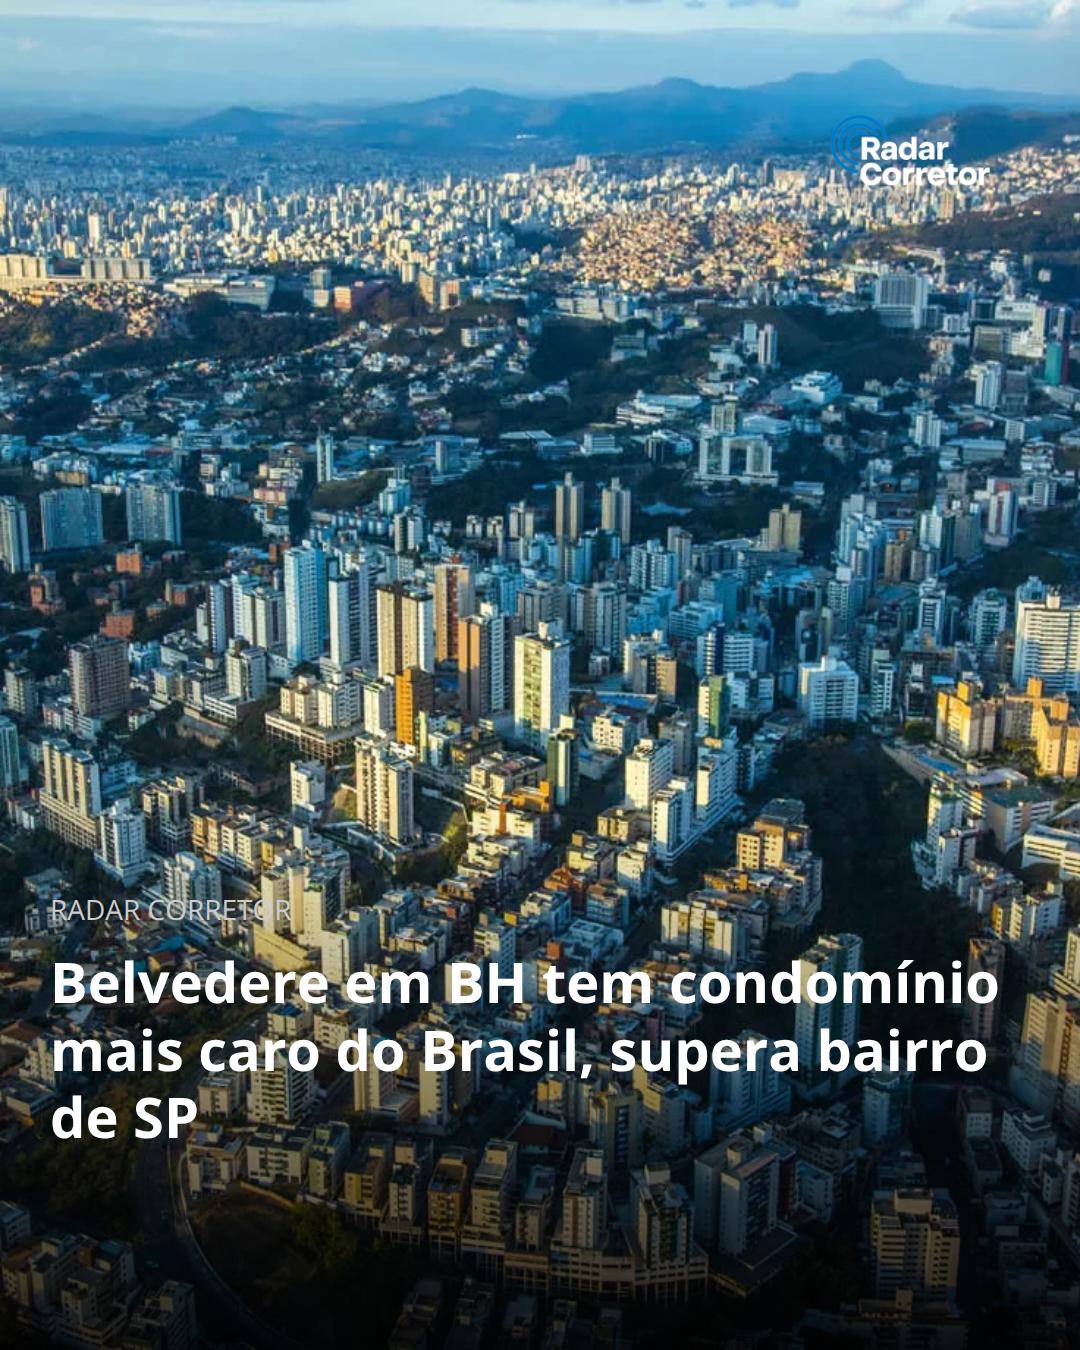 Radar
Corretor
RADAR CORRETOR
Belvedere em BH tem condomínio
mais caro do Brasil, supera bairro
de SP